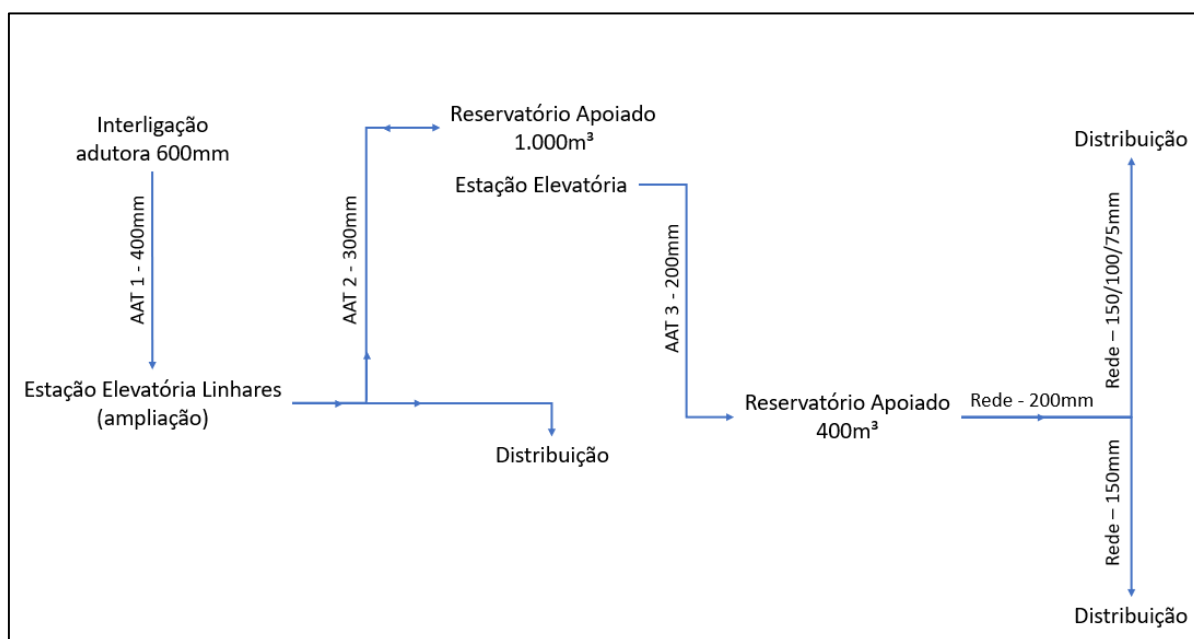 Interligação
adutora 600mm
AAT 1 - 400mm
Estação Elevatória Linhares
(ampliação)
AAT 2 - 300mm
Reservatório Apoiado
1.000m³
Estação Elevatória
Distribuição
AAT 3 - 200mm
Reservatório Apoiado
400m³
Rede - 200mm
Distribuição
Rede – 150/100/75mm
Rede – 150mm
Distribuição